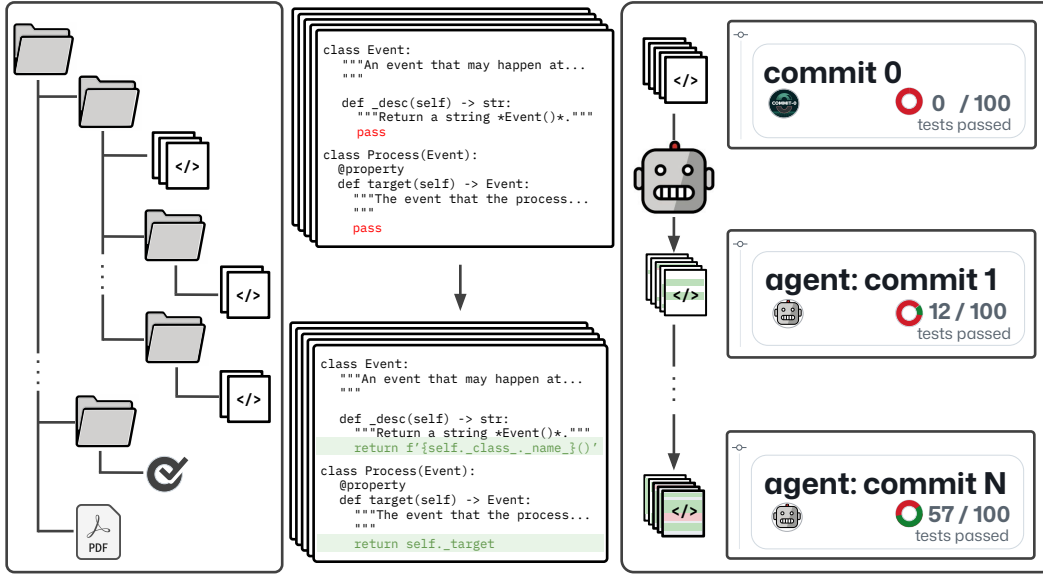 </>
</>
</>
PDF
class Event:
"""An event that may happen at...
"""
def _desc(self) -> str:
"""Return a string *Event()*."""
pass
class Process(Event):
@property
def target(self) -> Event:
"""The event that the process...
"""
pass
class Event:
"""An event that may happen at...
"""
def _desc(self) -> str:
"""Return a string *Event()*."""
return f’{self._class_._name_}()’
class Process(Event):
@property
def target(self) -> Event:
"""The event that the process...
"""
return self._target
</>
</>
</>
commit 0
COMMIT-0
0 / 100
tests passed
agent: commit 1
12 / 100
tests passed
agent: commit N
57 / 100
tests passed